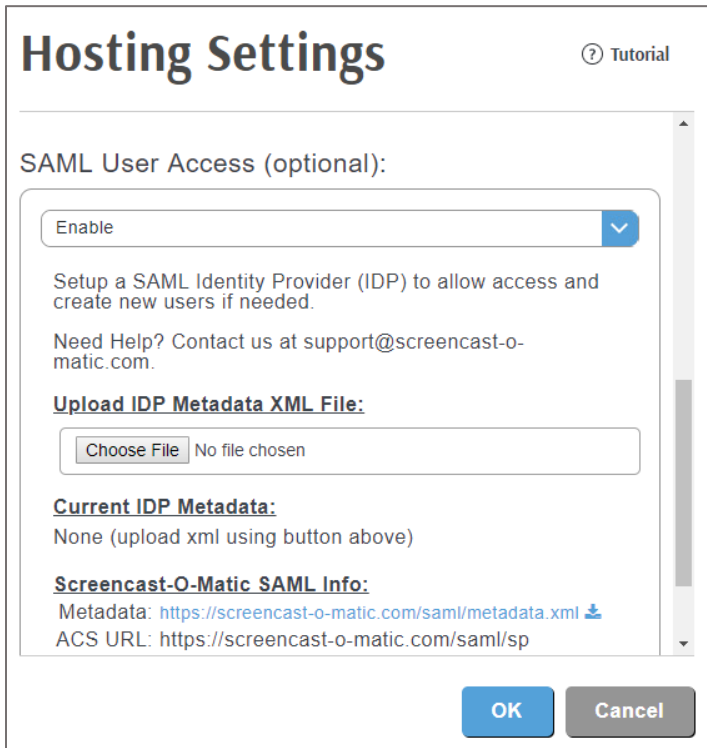 Hosting Settings
? Tutorial
SAML User Access (optional):
Enable
Setup a SAML Identity Provider (IDP) to allow access and
create new users if needed.
Need Help? Contact us at support@screencast-o-
matic.com.
Upload IDP Metadata XML File:
Choose File No file chosen
Current IDP Metadata:
None (upload xml using button above)
Screencast-O-Matic SAML Info:
Metadata: https://screencast-o-matic.com/saml/metadata.xml
ACS URL: https://screencast-o-matic.com/saml/sp
OK
Cancel